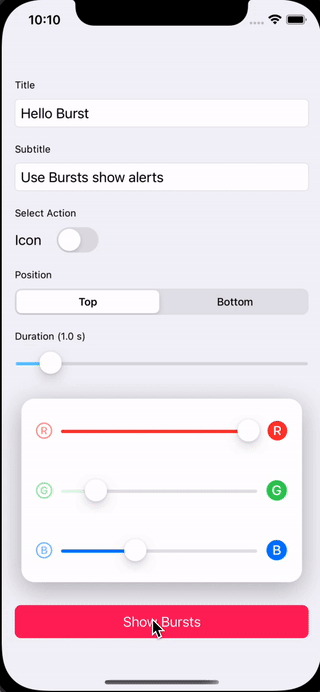 10:10
Title
Hello Burst
Subtitle
Use Bursts show alerts
Select Action
Icon
Position
Top Bottom
Duration (1.0 s)
R R
G G
B B
Show Bursts